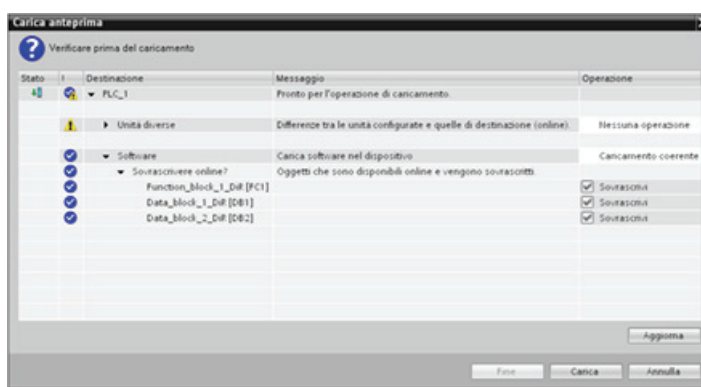 Carica anteprima
Verificare prima del caricamento
Stato ! Destinazione Messaggio Operazione
PLC_1 Pronto per l'operazione di caricamento.
Unità diverse Differenze tra le unità configurate e quelle di destinazione (online). Nessuna operazione
Software Carica software nel dispositivo Caricamento coerente
Sovrascrivere online? Oggetti che sono disponibili online e vengono sovrascritti.
Function_block_1_Diff [FC1] Sovrascrivi
Data_block_1_Diff [DB1] Sovrascrivi
Data_block_2_Diff [DB2] Sovrascrivi
Aggiorna
Fine Carica Annulla